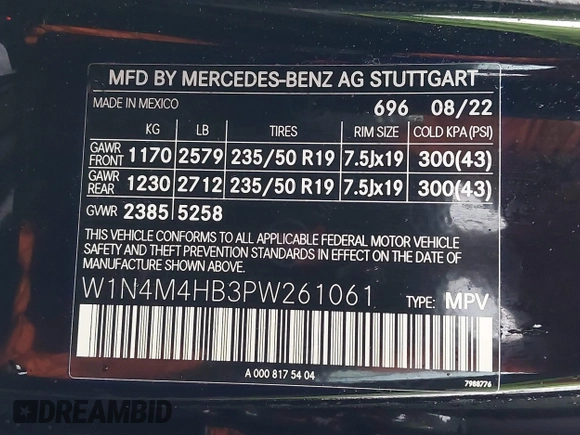 MFD BY MERCEDES-BENZ AG STUTTGART
MADE IN MEXICO 696 08/22
KG LB TIRES RIM SIZE COLD KPA (PSI)
GAWR FRONT 1170 2579 235/50 R19 7.5Jx19 300(43)
GAWR REAR 1230 2712 235/50 R19 7.5Jx19 300(43)
GVWR 2385 5258
THIS VEHICLE CONFORMS TO ALL APPLICABLE FEDERAL MOTOR VEHICLE
SAFETY AND THEFT PREVENTION STANDARDS IN EFFECT ON THE DATE OF
MANUFACTURE SHOWN ABOVE.
W1N4M4HB3PW261061 TYPE: MPV
A 000 817 54 04
7988776
DREAMBID